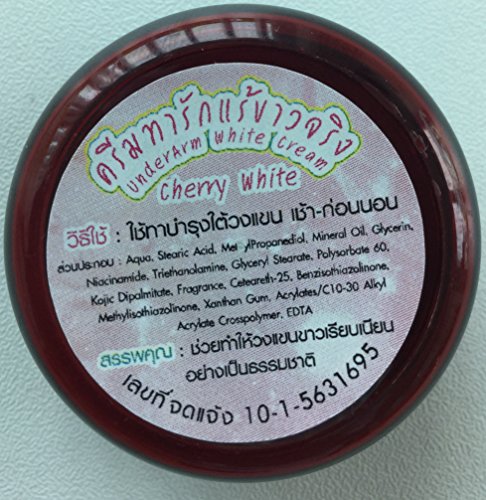 ครีมทารักแร้ขาวจริง
UnderArm White Cream
Cherry White
วิธีใช้ : ใช้ทาบำรุงใต้วงแขน เช้า-ก่อนนอน
ส่วนประกอบ : Aqua, Stearic Acid, Mineral Oil, Glycerin,
Niacinamide, Triethanolamine, Glyceryl Stearate, Polysorbate 60,
Kojic Dipalmitate, Fragrance, Ceteareth-25, Benzisothiazolinone,
Methylisothiazolinone, Xanthan Gum, Acrylates/C10-30 Alkyl
Acrylate Crosspolymer, EDTA
สรรพคุณ : ช่วยทำให้วงแขนขาวเรียบเนียน
อย่างเป็นธรรมชาติ
เลขที่จดแจ้ง 10-1-5631695